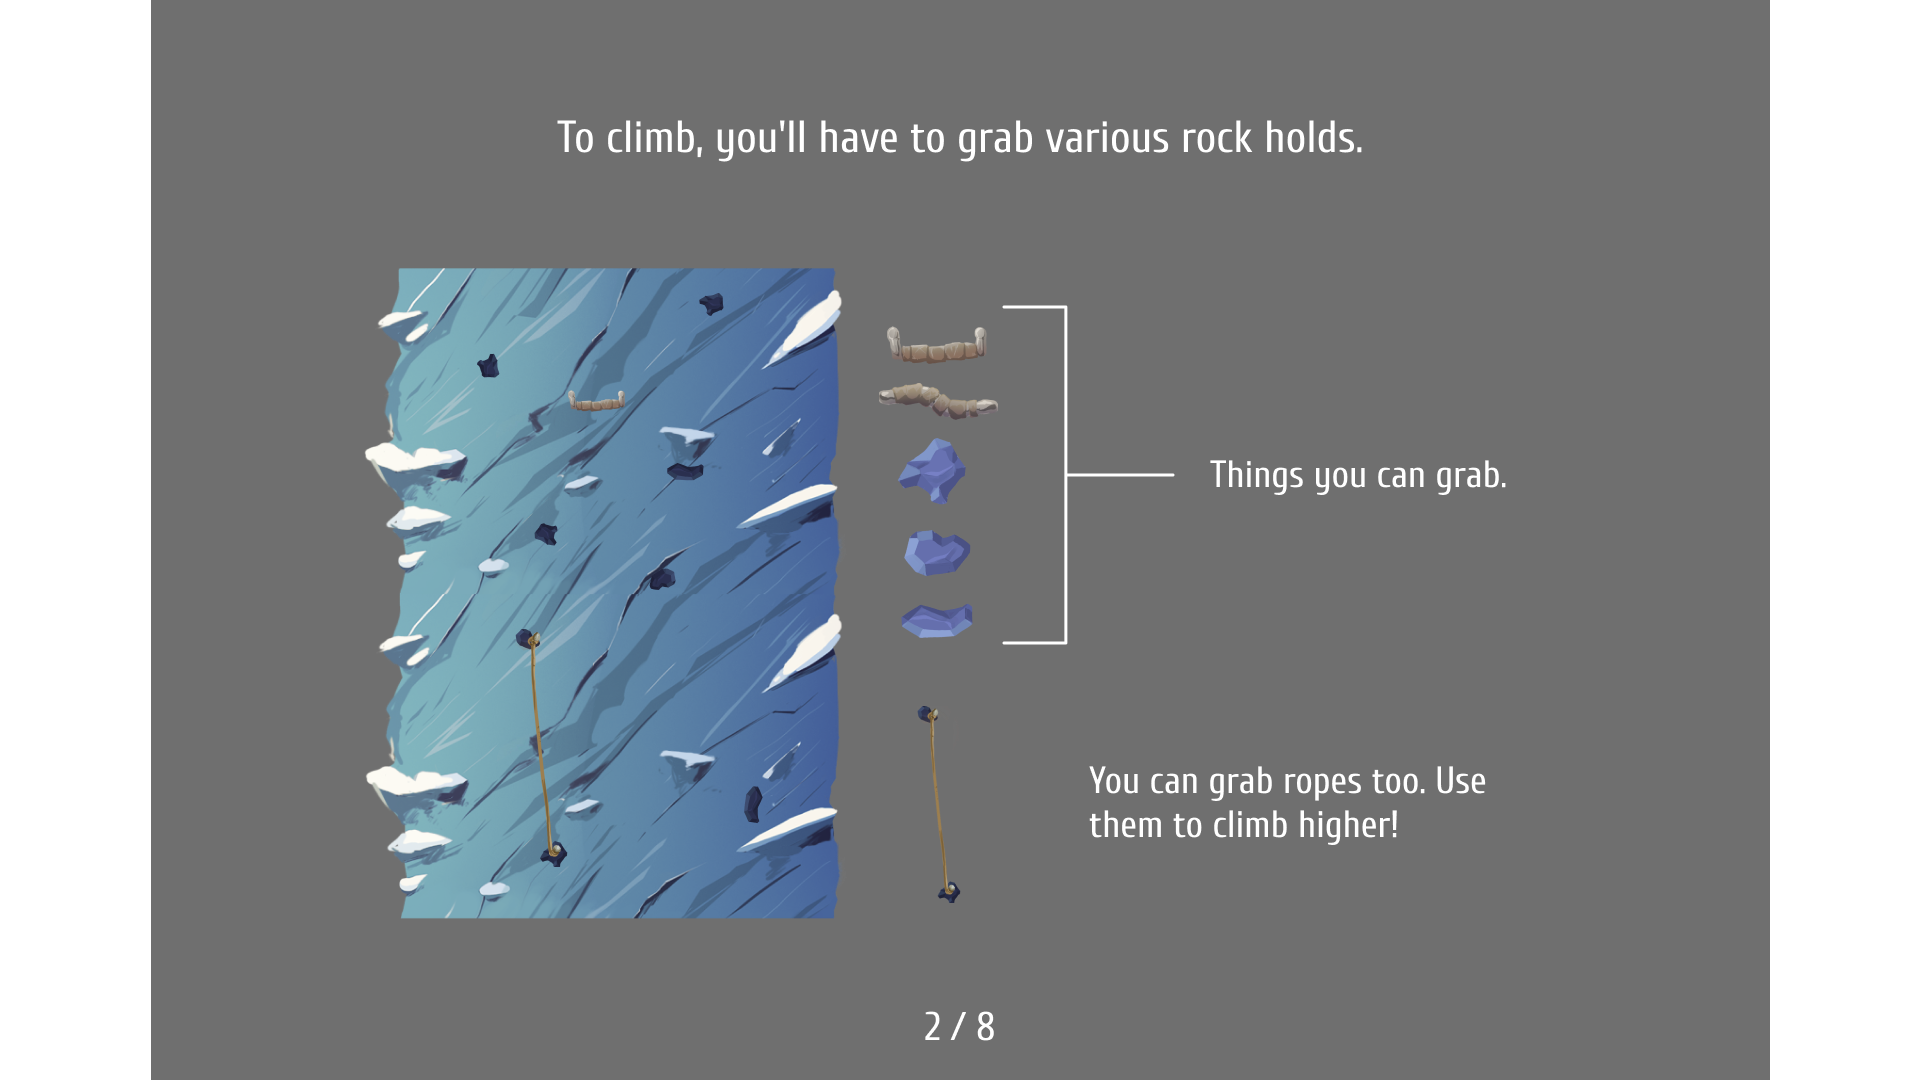 To climb, you'll have to grab various rock holds.
Things you can grab.
You can grab ropes too. Use
them to climb higher!
2 / 8